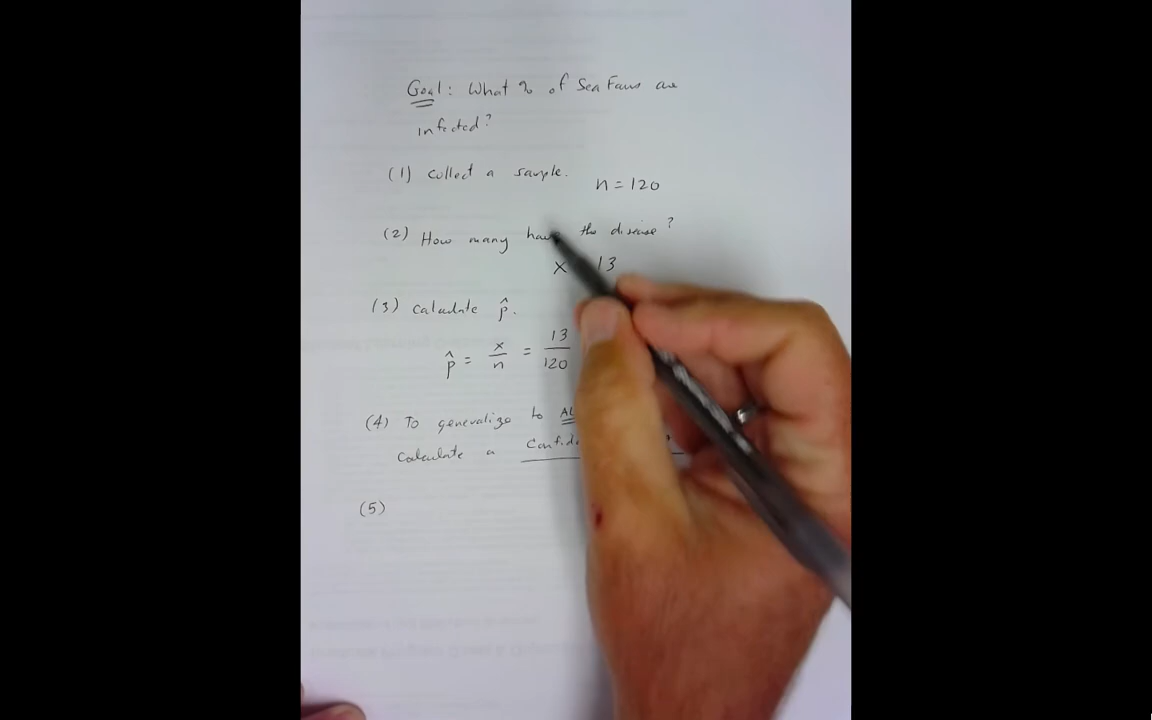 Goal: What % of Sea Fans are
infected?
(1) collect a sample.
n = 120
(2) How many have the disease?
x 13
(3) calculate p̂.
p̂ = x/n = 13/120
(4) To generalize to
calculate a
(5)